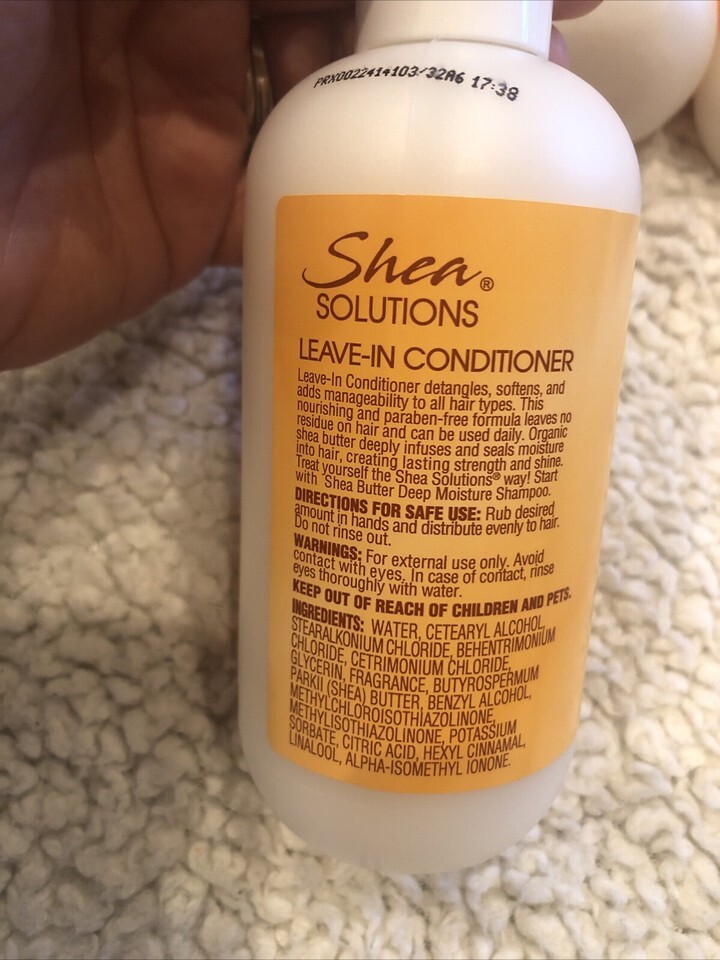 PRX0022414103/32A6 17:38
Shea®
SOLUTIONS
LEAVE-IN CONDITIONER
Leave-In Conditioner detangles, softens, and
adds manageability to all hair types. This
nourishing and paraben-free formula leaves no
residue on hair and can be used daily. Organic
shea butter deeply infuses and seals moisture
into hair, creating lasting strength and shine.
Treat yourself the Shea Solutions® way! Start
with Shea Butter Deep Moisture Shampoo.
DIRECTIONS FOR SAFE USE: Rub desired
amount in hands and distribute evenly to hair.
Do not rinse out.
WARNINGS: For external use only. Avoid
contact with eyes. In case of contact, rinse
eyes thoroughly with water.
KEEP OUT OF REACH OF CHILDREN AND PETS.
INGREDIENTS: WATER, CETEARYL ALCOHOL,
STEARALKONIUM CHLORIDE, BEHENTRIMONIUM
CHLORIDE, CETRIMONIUM CHLORIDE,
GLYCERIN, FRAGRANCE, BUTYROSPERMUM
PARKII (SHEA) BUTTER, BENZYL ALCOHOL,
METHYLCHLOROISOTHIAZOLINONE,
METHYLISOTHIAZOLINONE, POTASSIUM
SORBATE, CITRIC ACID, HEXYL CINNAMAL,
LINALOOL, ALPHA-ISOMETHYL IONONE.